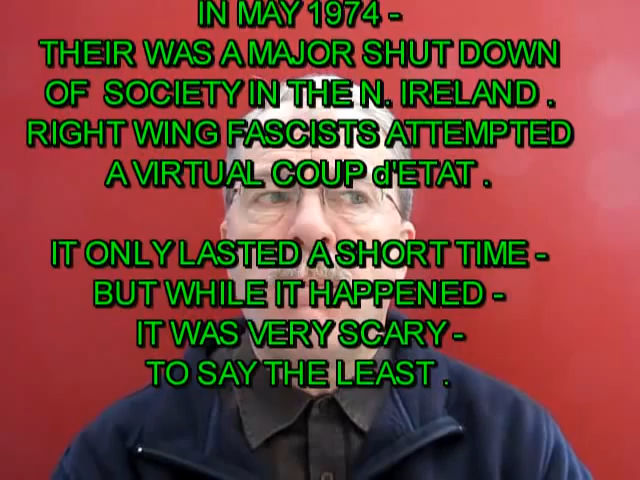 IN MAY 1974 -
THEIR WAS A MAJOR SHUT DOWN
OF SOCIETY IN THE N. IRELAND .
RIGHT WING FASCISTS ATTEMPTED
A VIRTUAL COUP d'ETAT .
IT ONLY LASTED A SHORT TIME -
BUT WHILE IT HAPPENED -
IT WAS VERY SCARY -
TO SAY THE LEAST .